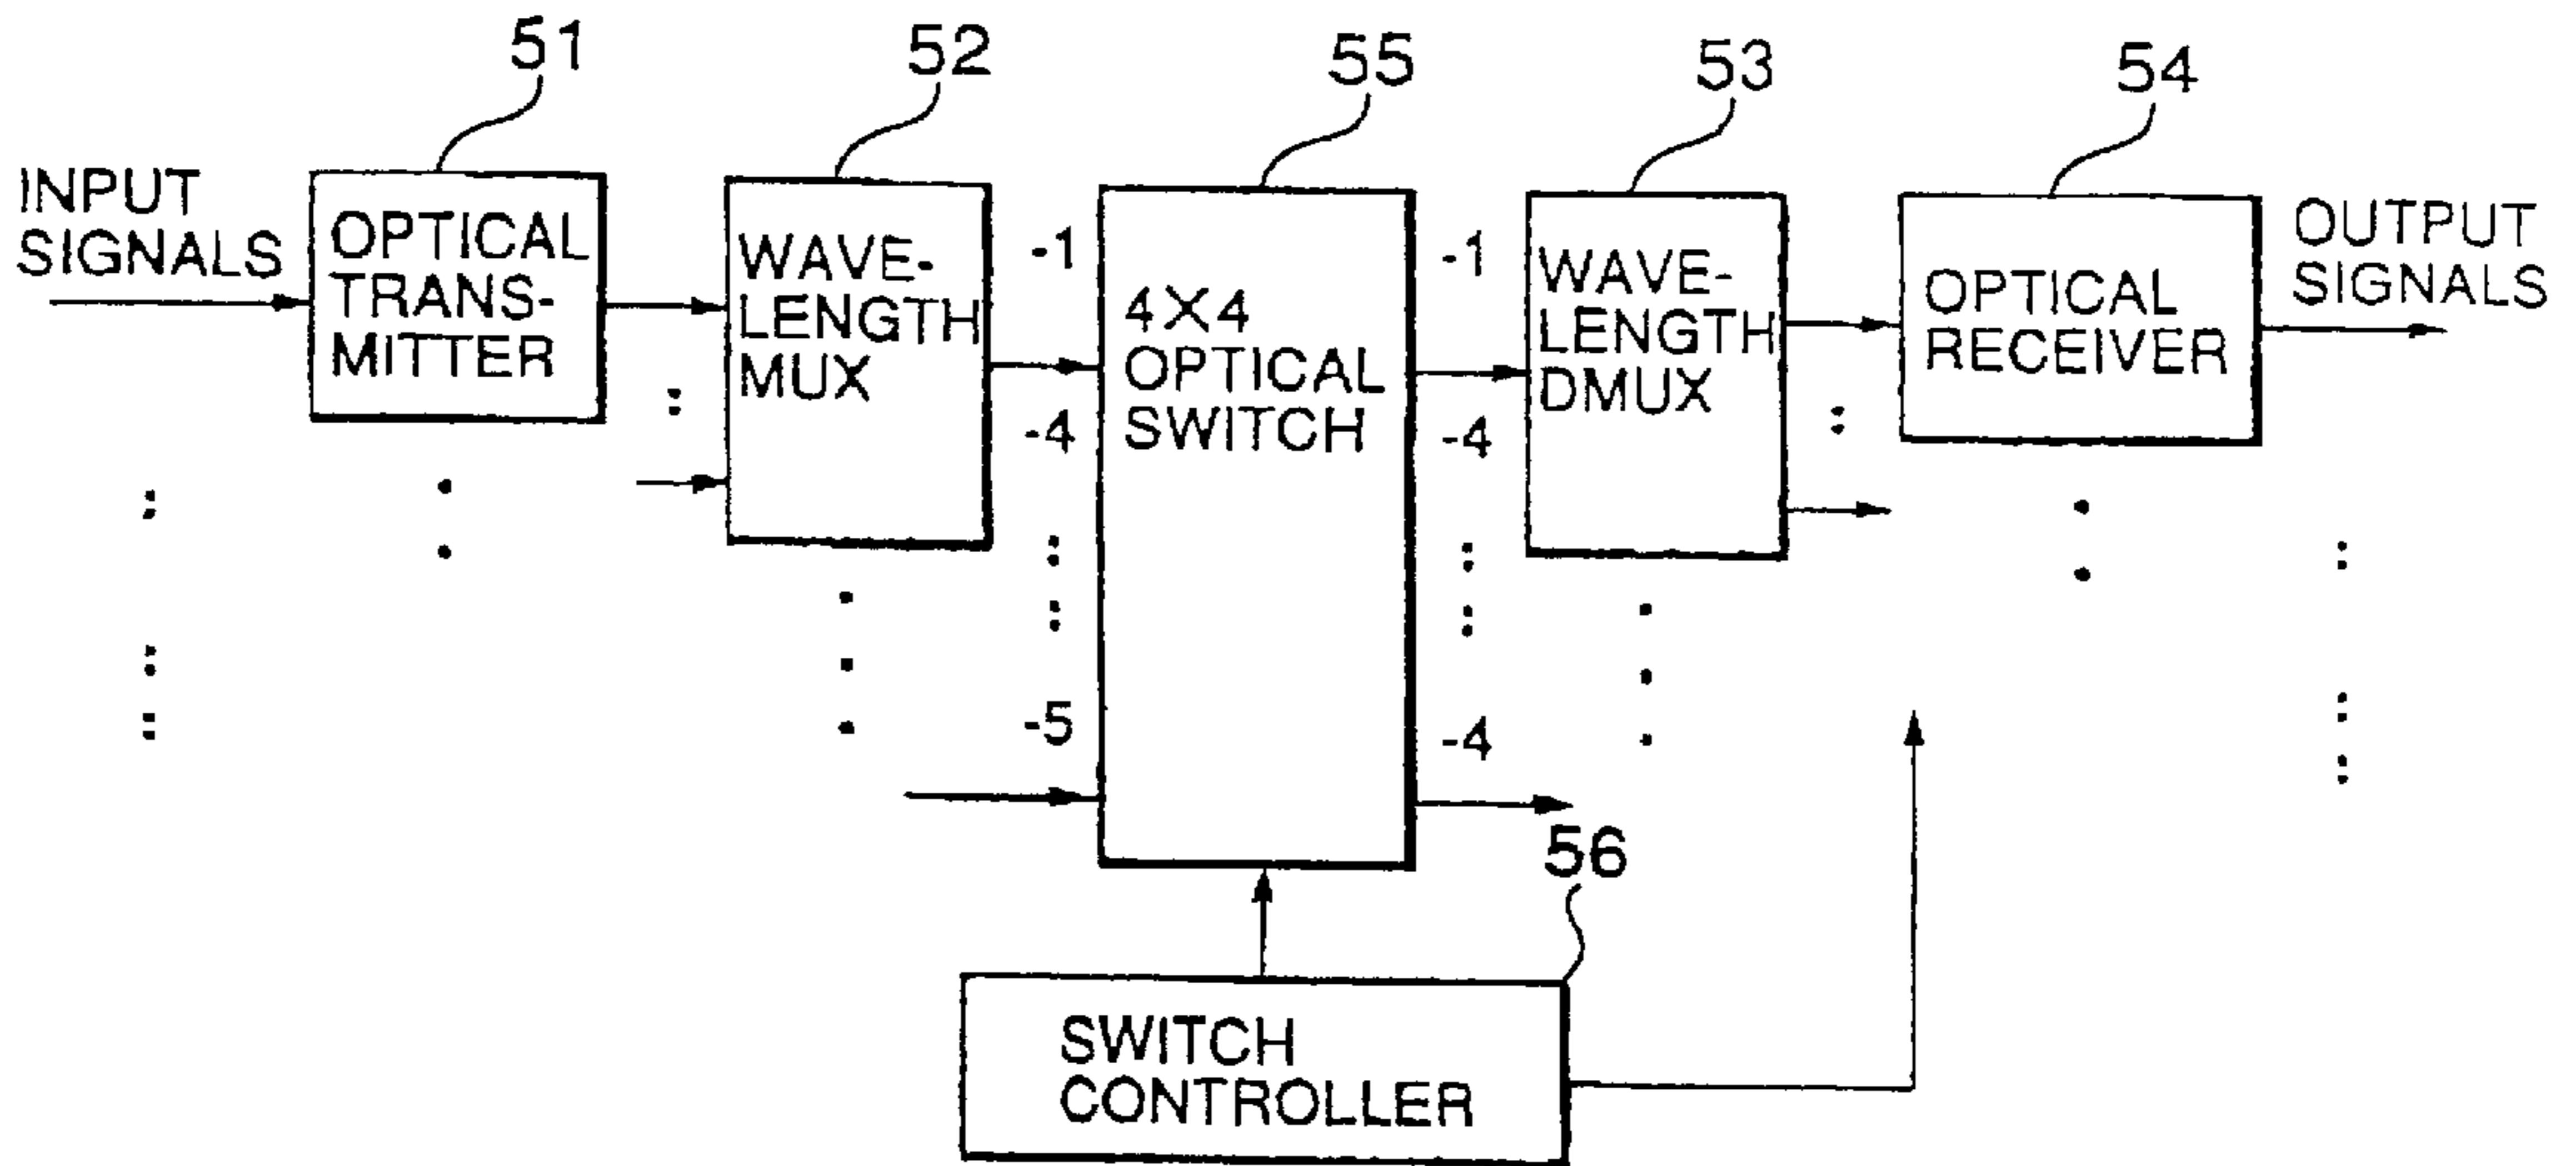 51
52
55
53
54
INPUT
SIGNALS
OPTICAL
TRANS-
MITTER
WAVE-
LENGTH
MUX
-1
-4
-5
4X4
OPTICAL
SWITCH
-1
-4
-4
WAVE-
LENGTH
DMUX
OPTICAL
RECEIVER
OUTPUT
SIGNALS
56
SWITCH
CONTROLLER